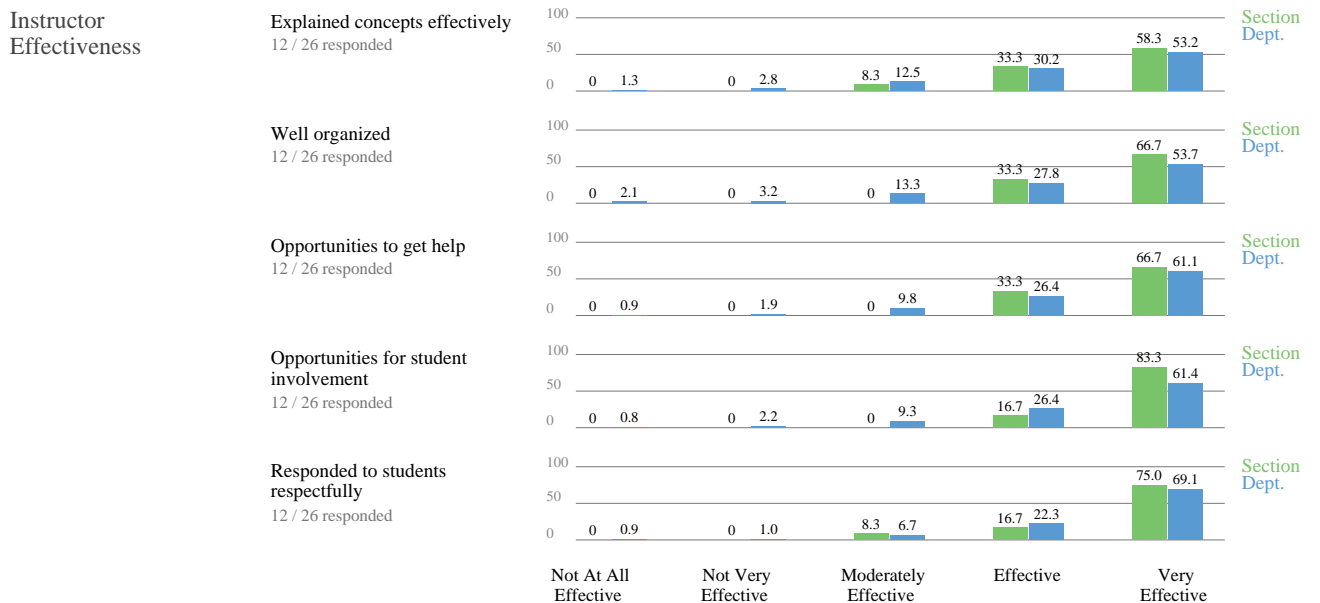 Instructor
Effectiveness
Explained concepts effectively
12 / 26 responded
100
50
0
0 1.3 0 2.8 8.3 12.5 33.3 30.2 58.3 53.2
Section
Dept.
Well organized
12 / 26 responded
100
50
0
0 2.1 0 3.2 0 13.3 33.3 27.8 66.7 53.7
Section
Dept.
Opportunities to get help
12 / 26 responded
100
50
0
0 0.9 0 1.9 0 9.8 33.3 26.4 66.7 61.1
Section
Dept.
Opportunities for student
involvement
12 / 26 responded
100
50
0
0 0.8 0 2.2 0 9.3 16.7 26.4 83.3 61.4
Section
Dept.
Responded to students
respectfully
12 / 26 responded
100
50
0
0 0.9 0 1.0 8.3 6.7 16.7 22.3 75.0 69.1
Section
Dept.
Not At All
Effective
Not Very
Effective
Moderately
Effective
Effective
Very
Effective